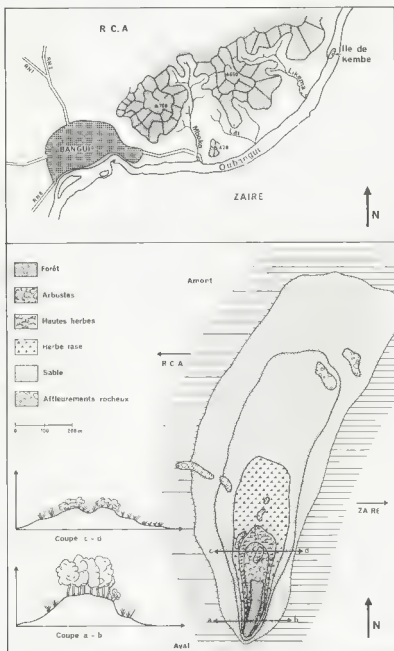 R.C.A
Ile de
kembe
Likema
BANGUI
Oubangui
ZAIRE
N
Forêt
Arbustes
Hautes herbes
Herbe rase
Sable
Affleurements rocheux
Amont
R.C.A
ZAIRE
Coupe c - d
c
d
Coupe a - b
a
b
Aval
N